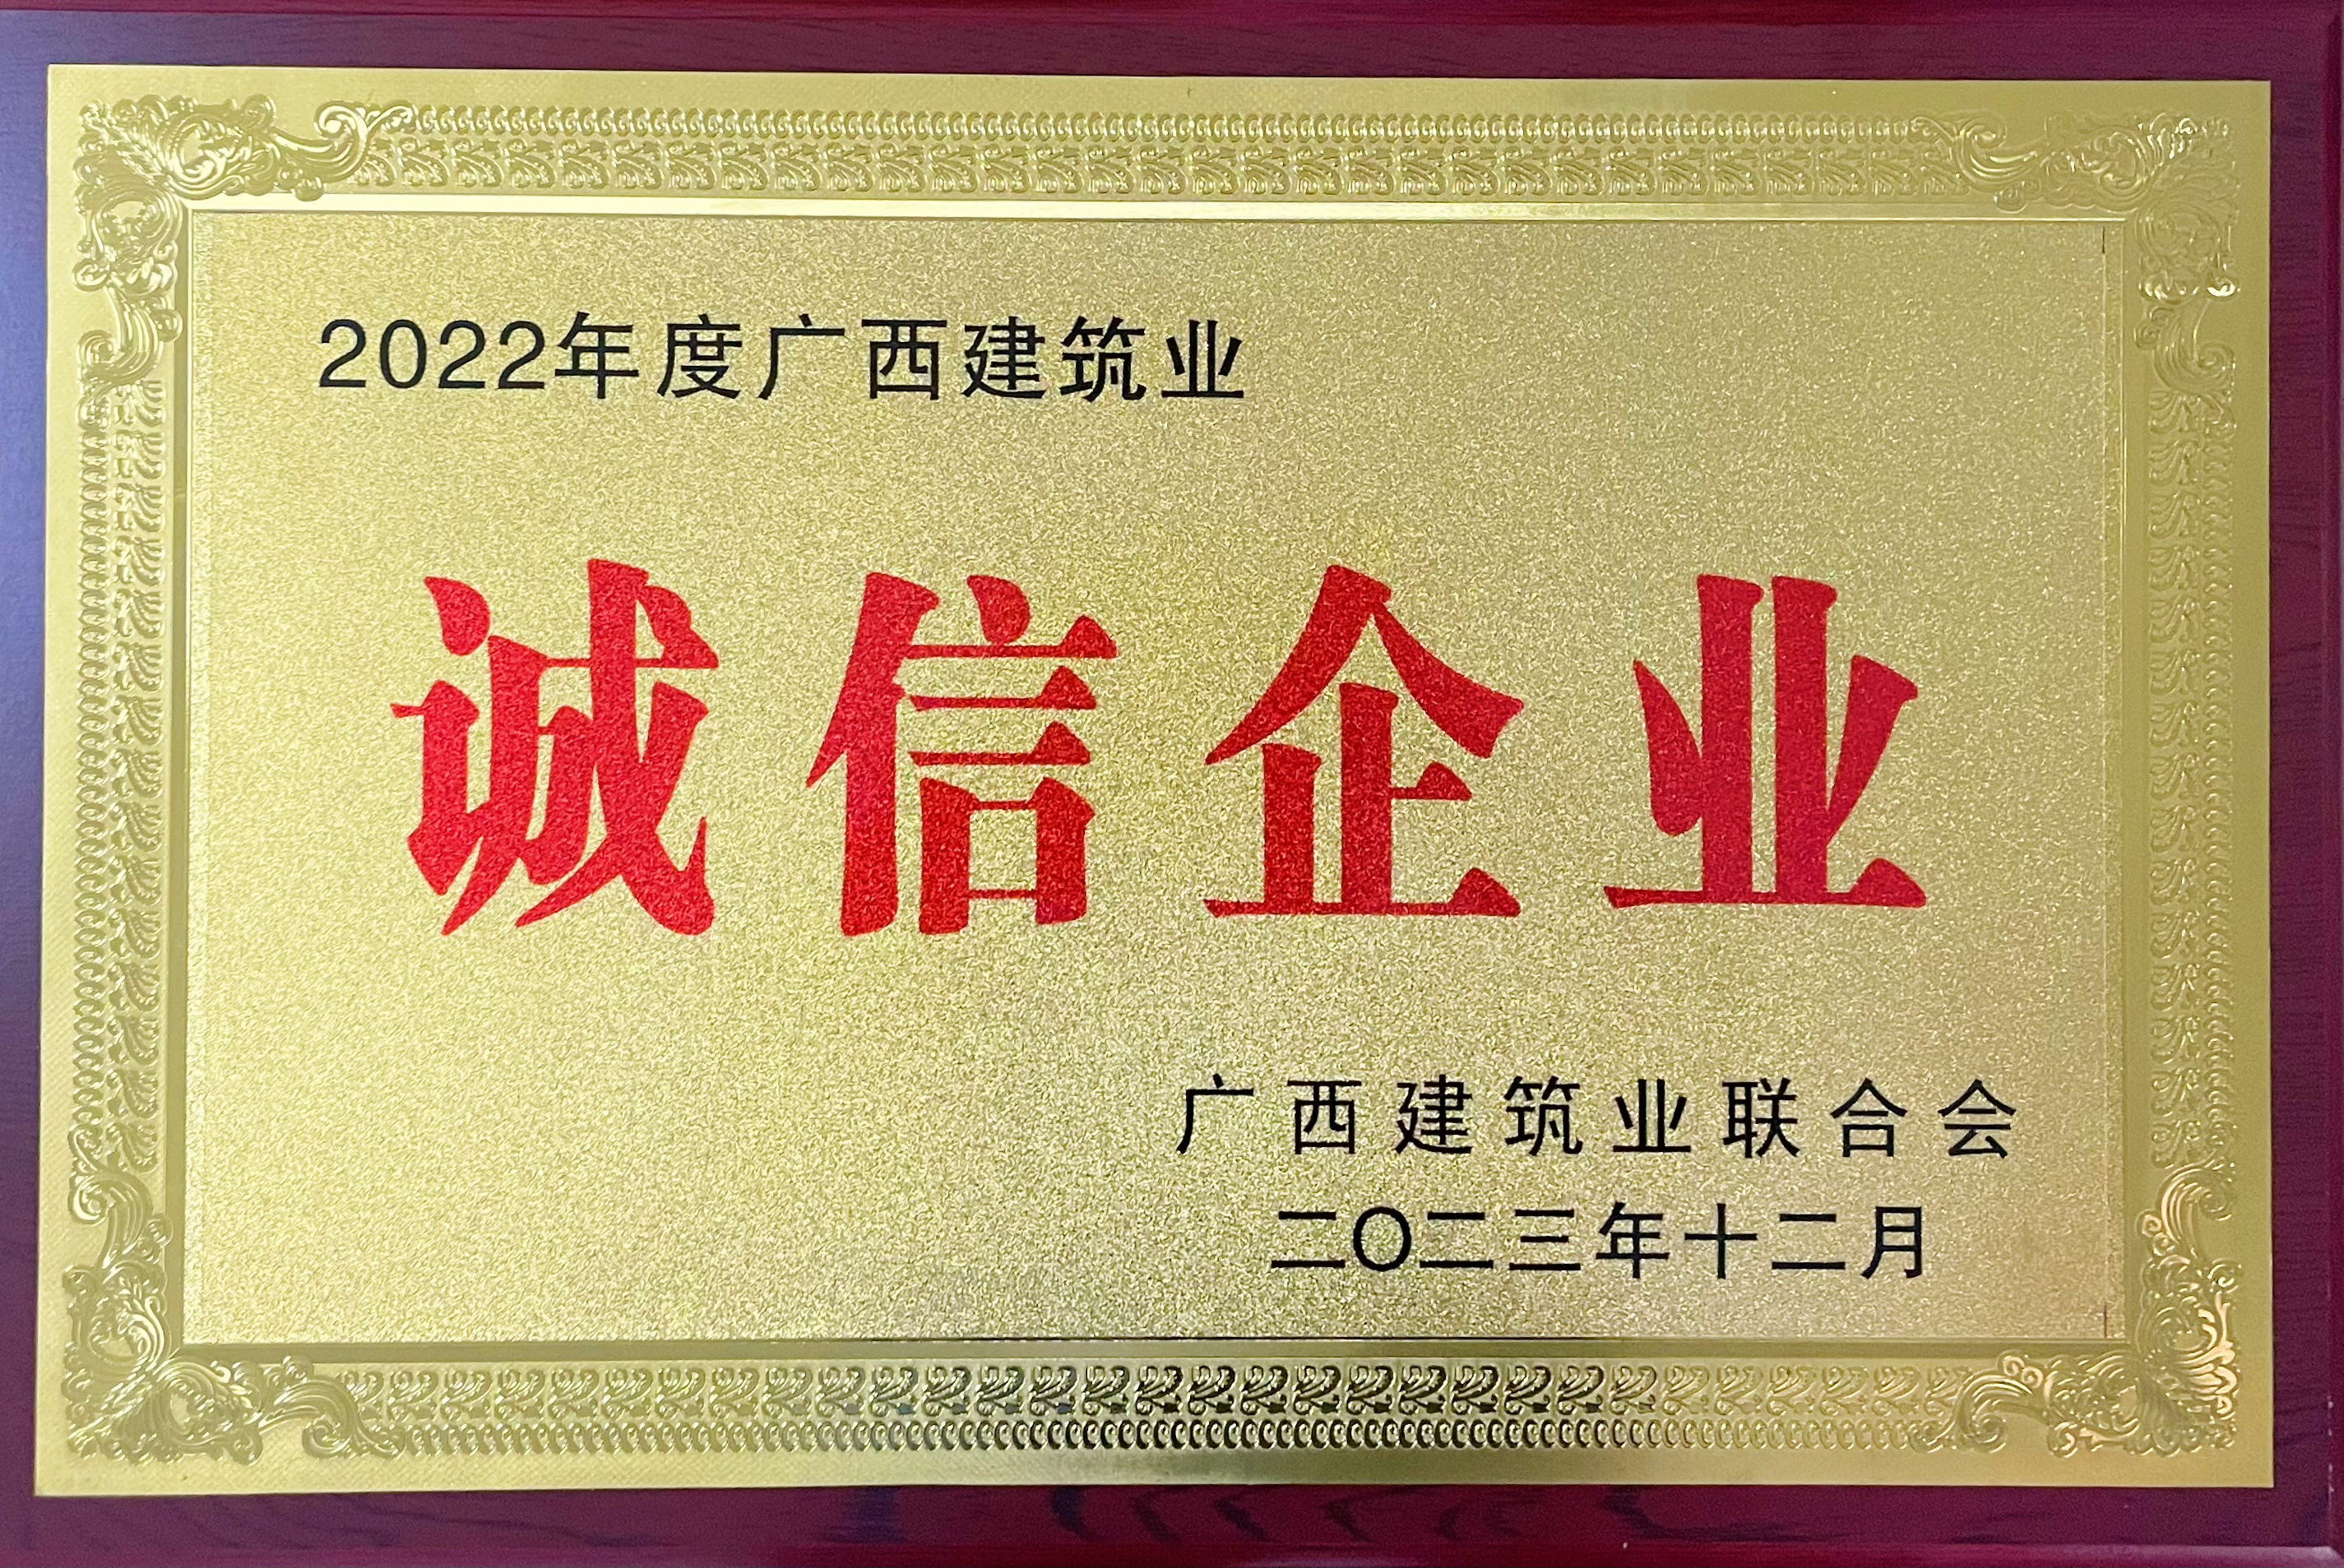 2022年度广西建筑业
诚信企业
广西建筑业联合会
二〇二三年十二月